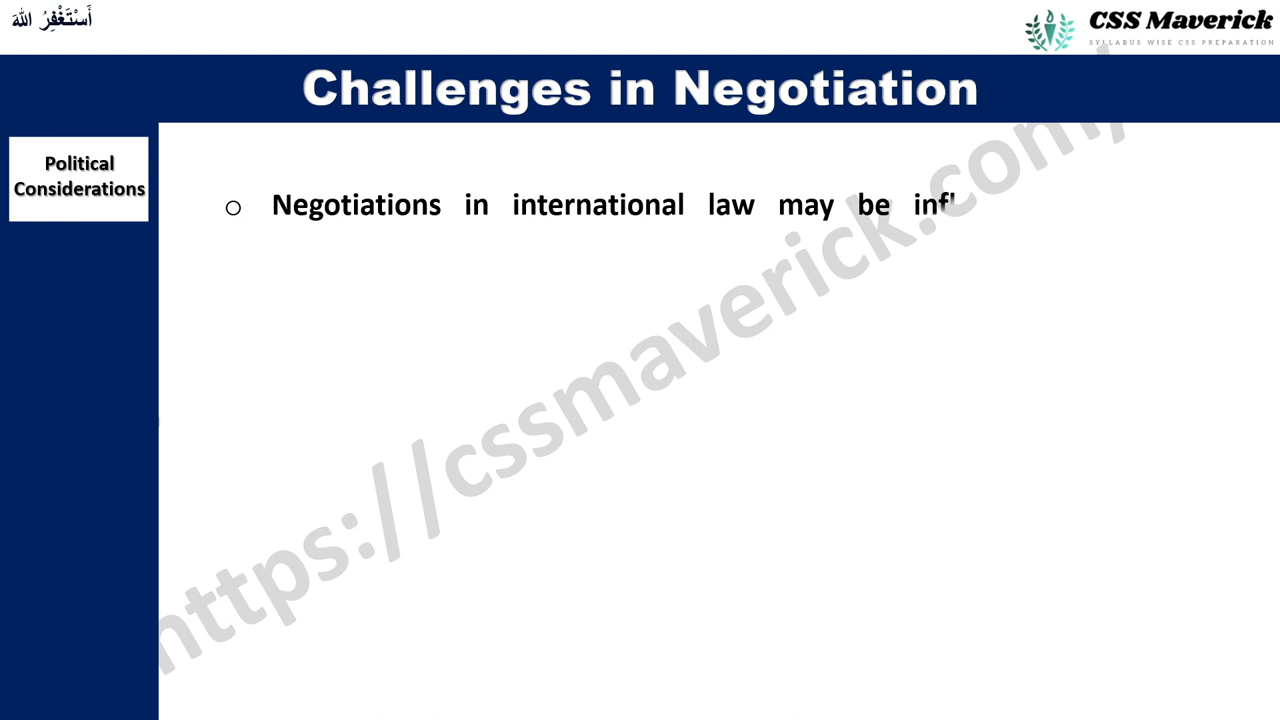 أَسْتَغْفِرُ اللهَ
CSS Maverick
SYLLABUS WISE CSS PREPARATION
Challenges in Negotiation
Political
Considerations
o Negotiations in international law may be
https://cssmaverick.com/